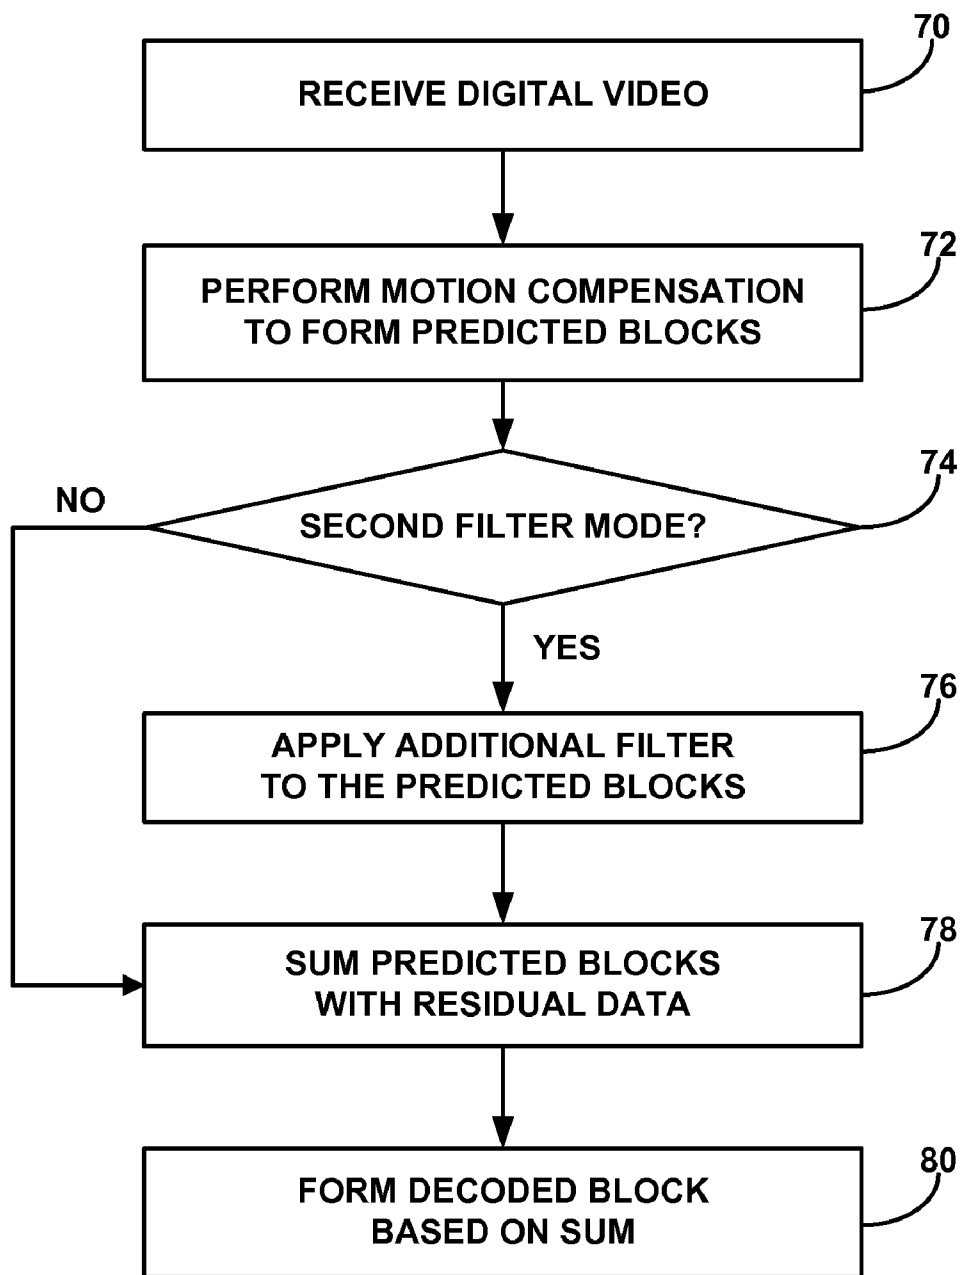 70
RECEIVE DIGITAL VIDEO
72
PERFORM MOTION COMPENSATION
TO FORM PREDICTED BLOCKS
74
NO
SECOND FILTER MODE?
YES
76
APPLY ADDITIONAL FILTER
TO THE PREDICTED BLOCKS
78
SUM PREDICTED BLOCKS
WITH RESIDUAL DATA
80
FORM DECODED BLOCK
BASED ON SUM